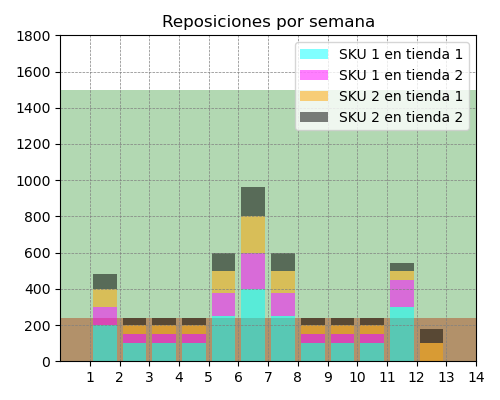 Reposiciones por semana
1800
1600
1400
1200
1000
800
600
400
200
0
SKU 1 en tienda 1
SKU 1 en tienda 2
SKU 2 en tienda 1
SKU 2 en tienda 2
1 2 3 4 5 6 7 8 9 10 11 12 13 14